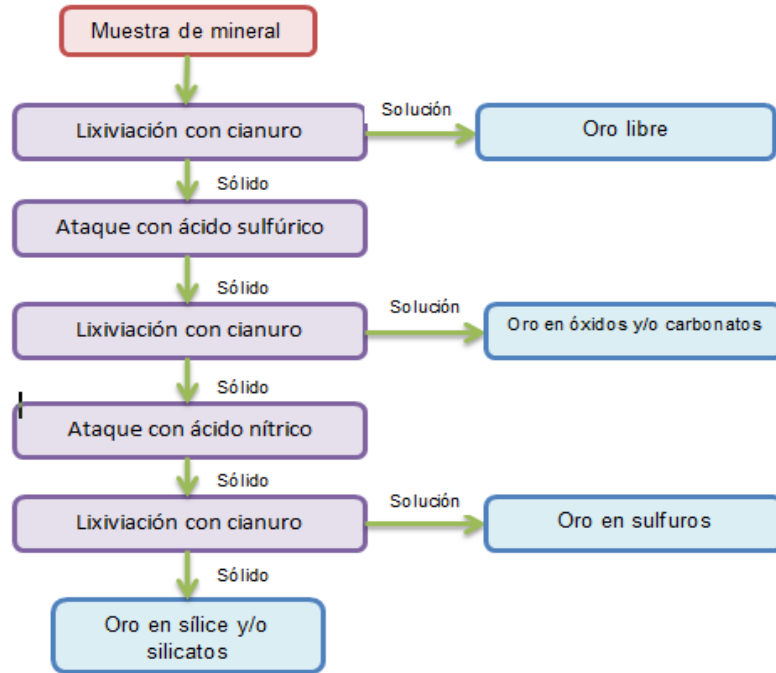 Muestra de mineral
Solución
Lixiviación con cianuro
Oro libre
Sólido
Ataque con ácido sulfúrico
Sólido
Solución
Lixiviación con cianuro
Oro en óxidos y/o carbonatos
Sólido
Ataque con ácido nítrico
Sólido
Solución
Lixiviación con cianuro
Oro en sulfuros
Sólido
Oro en sílice y/o
silicatos